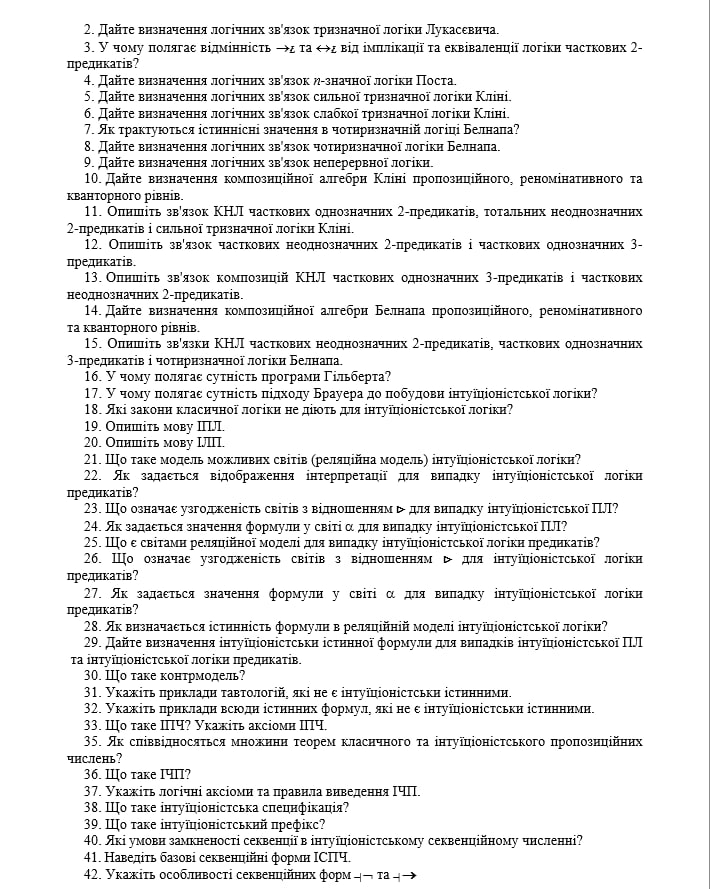 2. Дайте визначення логічних зв'язок тризначної логіки Лукасєвича.
3. У чому полягає відмінність →Ł та ↔Ł від імплікації та еквіваленції логіки часткових 2-
предикатів?
4. Дайте визначення логічних зв'язок n-значної логіки Поста.
5. Дайте визначення логічних зв'язок сильної тризначної логіки Кліні.
6. Дайте визначення логічних зв'язок слабкої тризначної логіки Кліні.
7. Як трактуються істиннісні значення в чотиризначній логіці Белнапа?
8. Дайте визначення логічних зв'язок чотиризначної логіки Белнапа.
9. Дайте визначення логічних зв'язок неперервної логіки.
10. Дайте визначення композиційної алгебри Кліні пропозиційного, реномінативного та
кванторного рівнів.
11. Опишіть зв'язок КНЛ часткових однозначних 2-предикатів, тотальних неоднозначних
2-предикатів і сильної тризначної логіки Кліні.
12. Опишіть зв'язок часткових неоднозначних 2-предикатів і часткових однозначних 3-
предикатів.
13. Опишіть зв'язок композицій КНЛ часткових однозначних 3-предикатів і часткових
неоднозначних 2-предикатів.
14. Дайте визначення композиційної алгебри Белнапа пропозиційного, реномінативного
та кванторного рівнів.
15. Опишіть зв'язки КНЛ часткових неоднозначних 2-предикатів, часткових однозначних
3-предикатів і чотиризначної логіки Белнапа.
16. У чому полягає сутність програми Гільберта?
17. У чому полягає сутність підходу Брауера до побудови інтуїціоністської логіки?
18. Які закони класичної логіки не діють для інтуїціоністської логіки?
19. Опишіть мову ІПЛ.
20. Опишіть мову ІЛП.
21. Що таке модель можливих світів (реляційна модель) інтуїціоністської логіки?
22. Як задається відображення інтерпретації для випадку інтуїціоністської логіки
предикатів?
23. Що означає узгодженість світів з відношенням ⊳ для випадку інтуїціоністської ПЛ?
24. Як задається значення формули у світі α для випадку інтуїціоністської ПЛ?
25. Що є світами реляційної моделі для випадку інтуїціоністської логіки предикатів?
26. Що означає узгодженість світів з відношенням ⊳ для інтуїціоністської логіки
предикатів?
27. Як задається значення формули у світі α для випадку інтуїціоністської логіки
предикатів?
28. Як визначається істинність формули в реляційній моделі інтуїціоністської логіки?
29. Дайте визначення інтуїціоністськи істинної формули для випадків інтуїціоністської ПЛ
та інтуїціоністської логіки предикатів.
30. Що таке контрмодель?
31. Укажіть приклади тавтологій, які не є інтуїціоністськи істинними.
32. Укажіть приклади всюди істинних формул, які не є інтуїціоністськи істинними.
33. Що таке ІПЧ? Укажіть аксіоми ІПЧ.
35. Як співвідносяться множини теорем класичного та інтуїціоністського пропозиційних
числень?
36. Що таке ІЧП?
37. Укажіть логічні аксіоми та правила виведення ІЧП.
38. Що таке інтуїціоністська специфікація?
39. Що таке інтуїціоністський префікс?
40. Які умови замкненості секвенції в інтуїціоністському секвенційному численні?
41. Наведіть базові секвенційні форми ІСПЧ.
42. Укажіть особливості секвенційних форм ⊣¬ та ⊣→